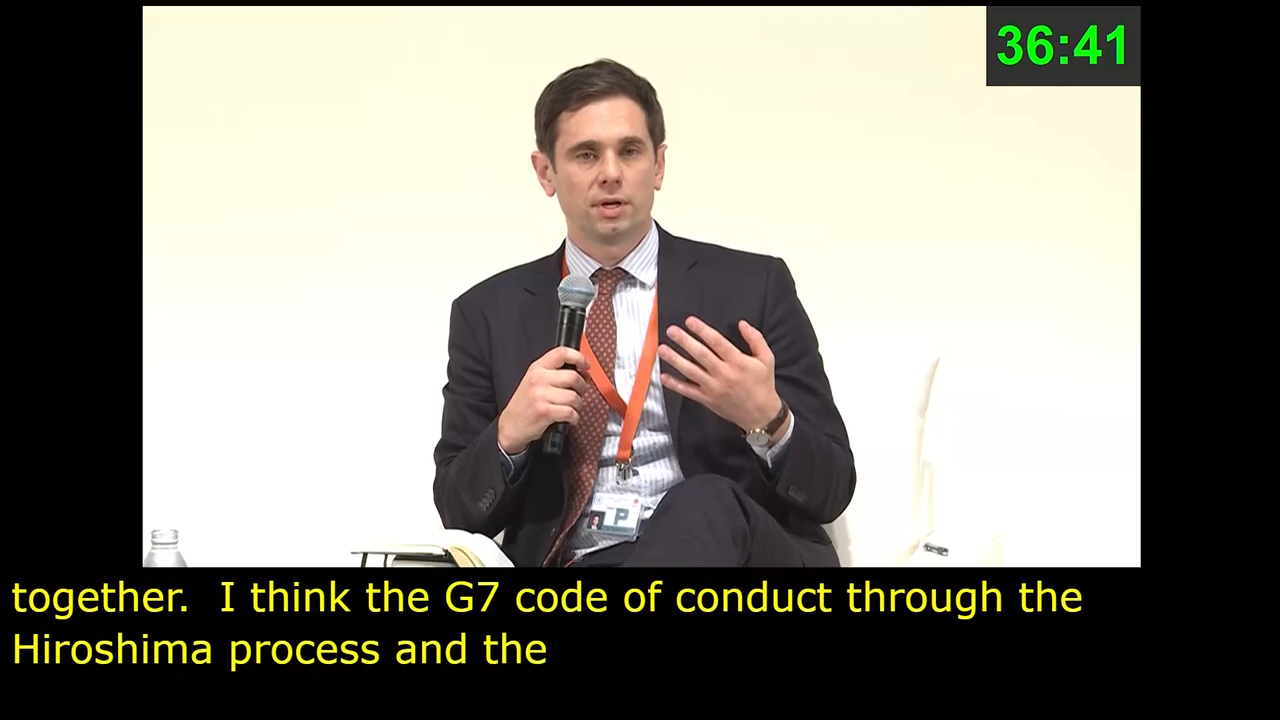 36:41
P
together.  I think the G7 code of conduct through the
Hiroshima process and the